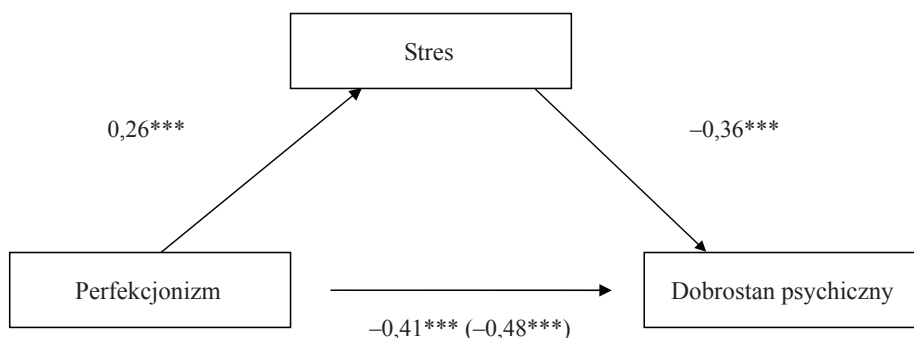 Stres
0,26***
–0,36***
Perfekcjonizm
Dobrostan psychiczny
–0,41*** (–0,48***)